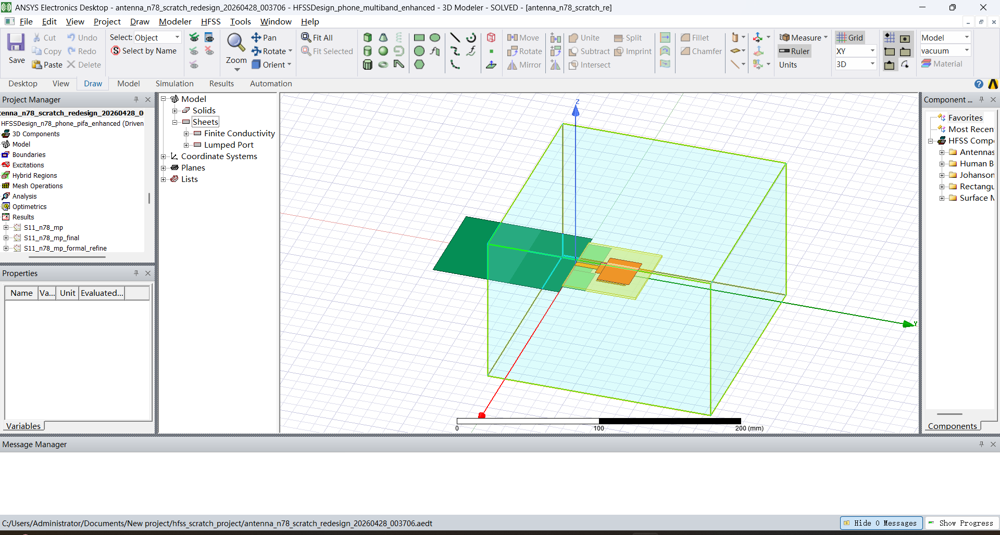 ANSYS Electronics Desktop - antenna_n78_scratch_redesign_20260428_003706 - HFSSDesign_phone_multiband_enhanced - 3D Modeler - SOLVED - [antenna_n78_scratch_re]
File Edit View Project Draw Modeler HFSS Tools Window Help
Save
Cut Undo
Copy Redo
Paste Delete
Select: Object
Select by Name
Zoom
Pan
Rotate
Orient
Fit All
Fit Selected
Move
Rotate
Mirror
Unite Split
Subtract Imprint
Intersect
Fillet
Chamfer
Measure
Ruler
Units
Grid
XY
3D
Model
vacuum
Material
Desktop View Draw Model Simulation Results Automation
Project Manager
enna_n78_scratch_redesign_20260428_0
HFSSDesign_n78_phone_pifa_enhanced (Driven
3D Components
Model
Boundaries
Excitations
Hybrid Regions
Mesh Operations
Analysis
Optimetrics
Results
S11_n78_mp
S11_n78_mp_final
S11_n78_mp_formal_refine
Properties
Name Va... Unit Evaluated...
Variables
Model
Solids
Sheets
Finite Conductivity
Lumped Port
Coordinate Systems
Planes
Lists
Z
Y
0 100 200 (mm)
Component ...
Favorites
Most Recen
HFSS Comp
Antennas
Human B
Johanson
Rectangu
Surface M
Components
Message Manager
C:/Users/Administrator/Documents/New project/hfss_scratch_project/antenna_n78_scratch_redesign_20260428_003706.aedt
Hide 0 Messages
Show Progress